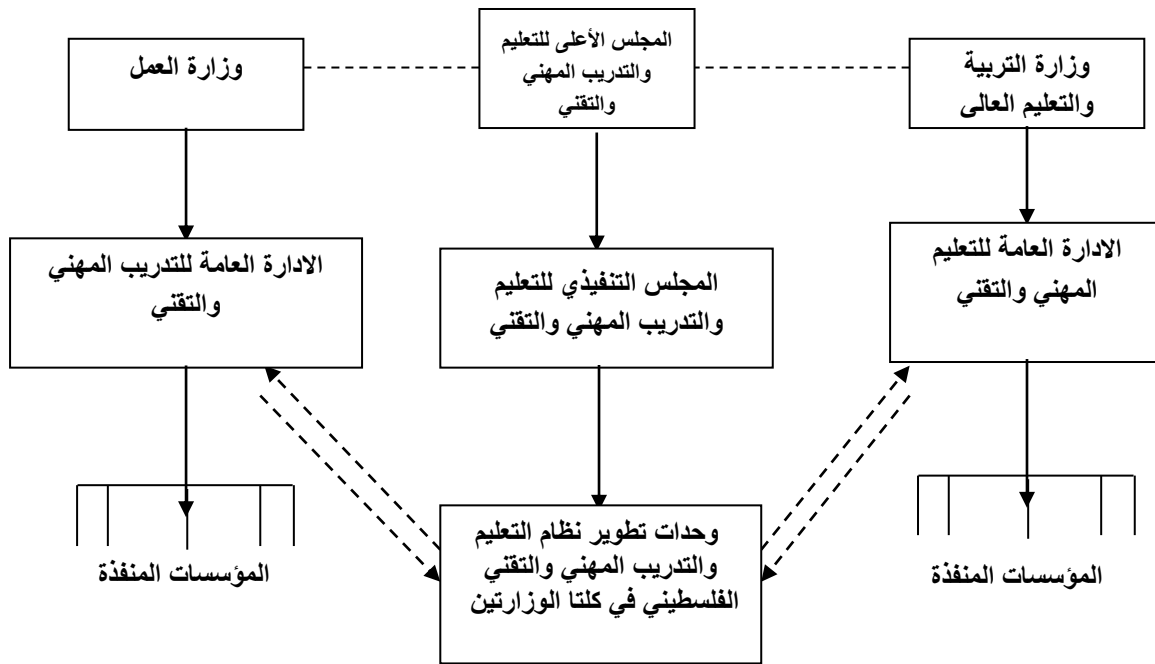 المجلس الأعلى للتعليم
والتدريب المهني
والتقني
وزارة التربية
والتعليم العالى
وزارة العمل
الادارة العامة للتعليم
المهني والتقني
المجلس التنفيذي للتعليم
والتدريب المهني والتقني
الادارة العامة للتدريب المهني
والتقني
وحدات تطوير نظام التعليم
والتدريب المهني والتقني
الفلسطيني في كلتا الوزارتين
المؤسسات المنفذة
المؤسسات المنفذة